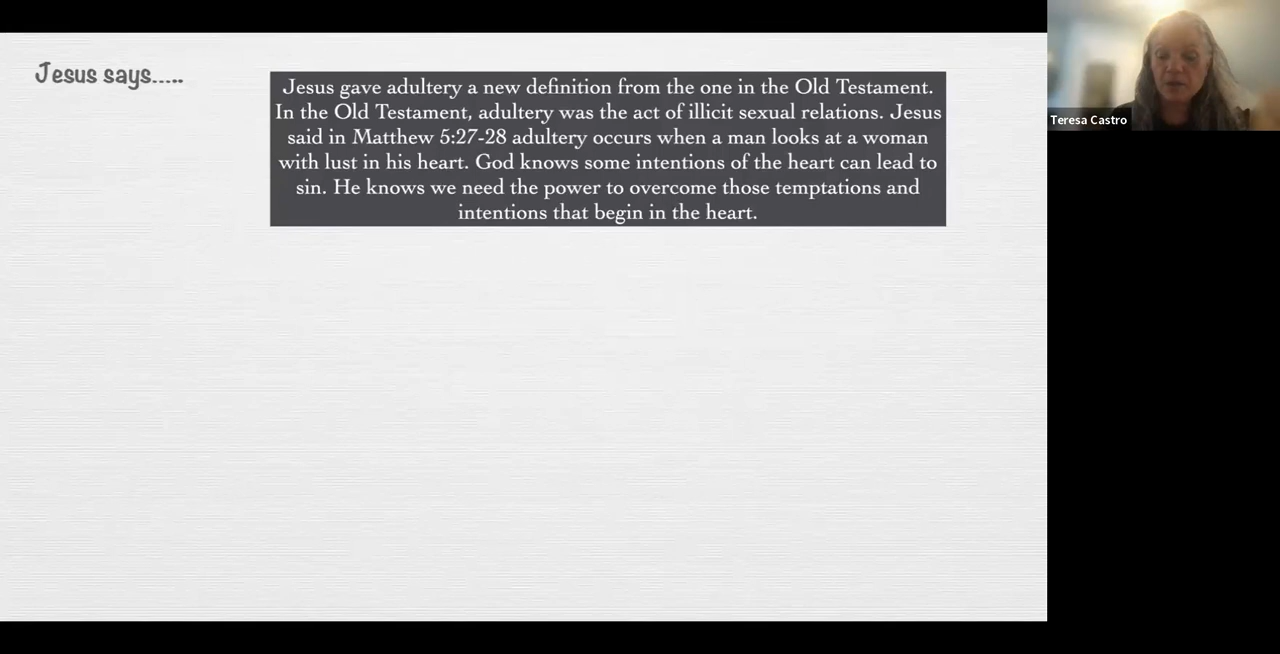 Jesus says.....
Jesus gave adultery a new definition from the one in the Old Testament.
In the Old Testament, adultery was the act of illicit sexual relations. Jesus
said in Matthew 5:27-28 adultery occurs when a man looks at a woman
with lust in his heart. God knows some intentions of the heart can lead to
sin. He knows we need the power to overcome those temptations and
intentions that begin in the heart.
Teresa Castro